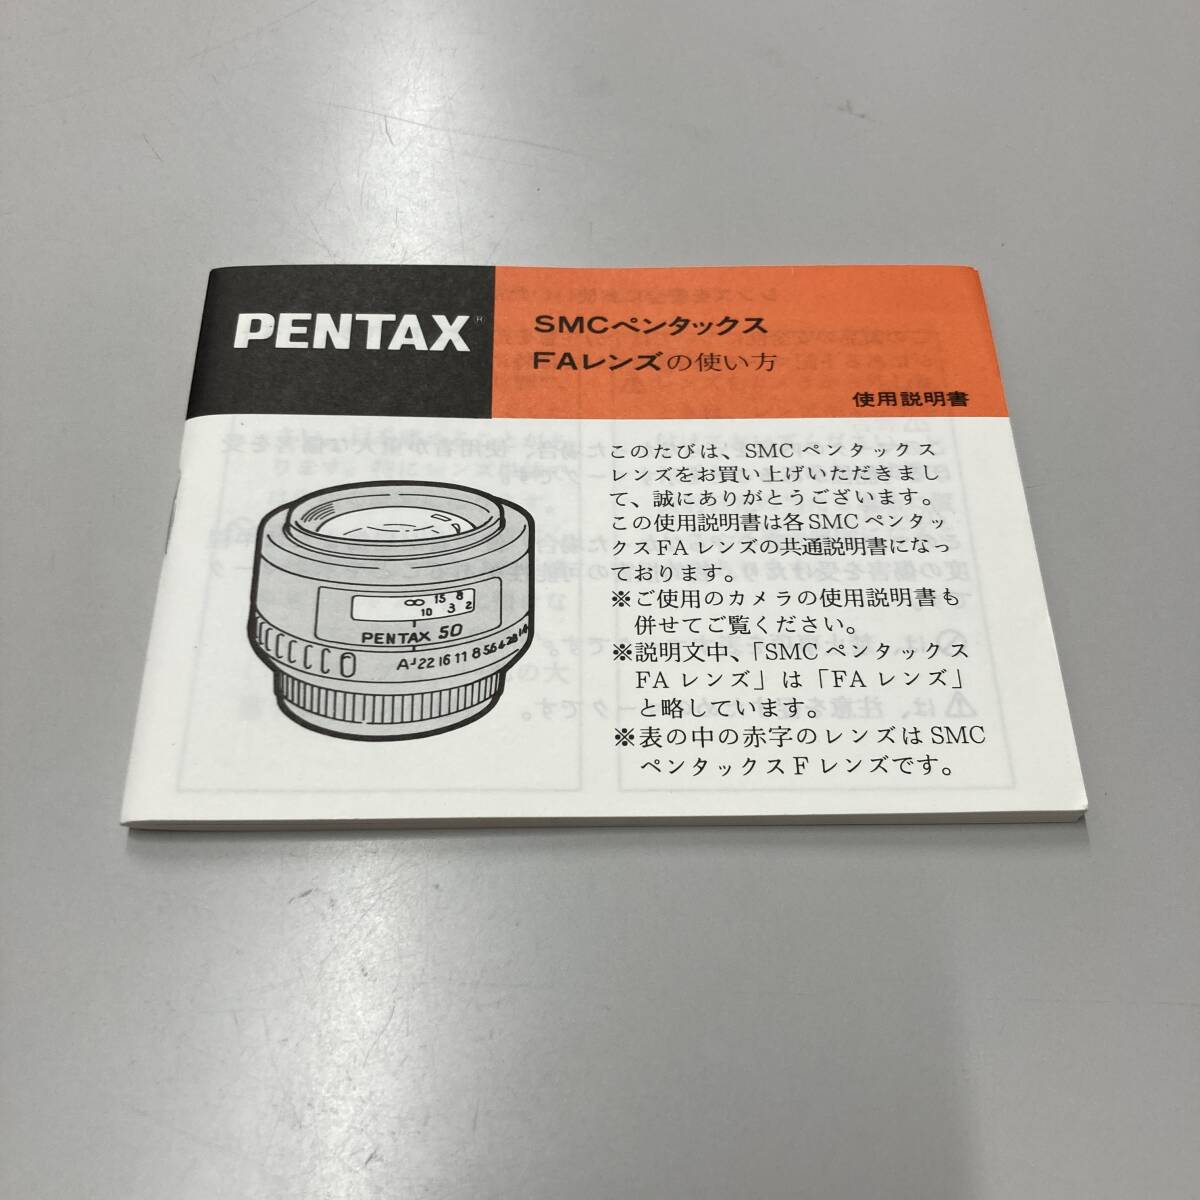 PENTAX®
SMCペンタックス
FAレンズの使い方
使用説明書
このたびは、SMCペンタックス
レンズをお買い上げいただきまし
て、誠にありがとうございます。
この使用説明書は各SMCペンタッ
クスFAレンズの共通説明書になっ
ております。
※ご使用のカメラの使用説明書も
併せてご覧ください。
※説明文中、「SMCペンタックス
FAレンズ」は「FAレンズ」
と略しています。
※表の中の赤字のレンズはSMC
ペンタックスFレンズです。
∞ 15 8
10 3 2
PENTAX 50
A 22 16 11 8 5.6 4 2.8